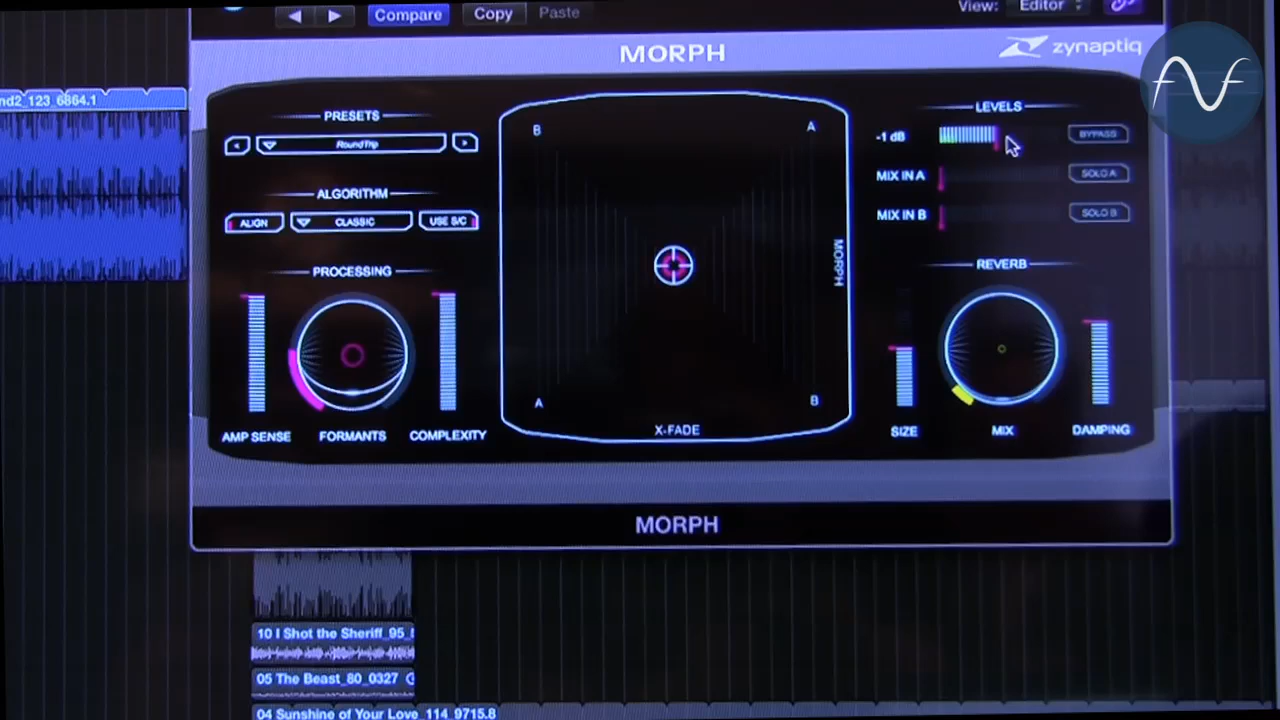 Compare Copy Paste
View: Editor
MORPH
zynaptiq
nd2_123_6864.1
PRESETS
RoundTrip
ALGORITHM
ALIGN CLASSIC USE S/C
PROCESSING
AMP SENSE FORMANTS COMPLEXITY
B A
MORPH
A B
X-FADE
LEVELS
-1 dB BYPASS
MIX IN A SOLO A
MIX IN B SOLO B
REVERB
SIZE MIX DAMPING
MORPH
10 I Shot the Sheriff_95_
05 The Beast_80_0327
04 Sunshine of Your Love_114_9715.8